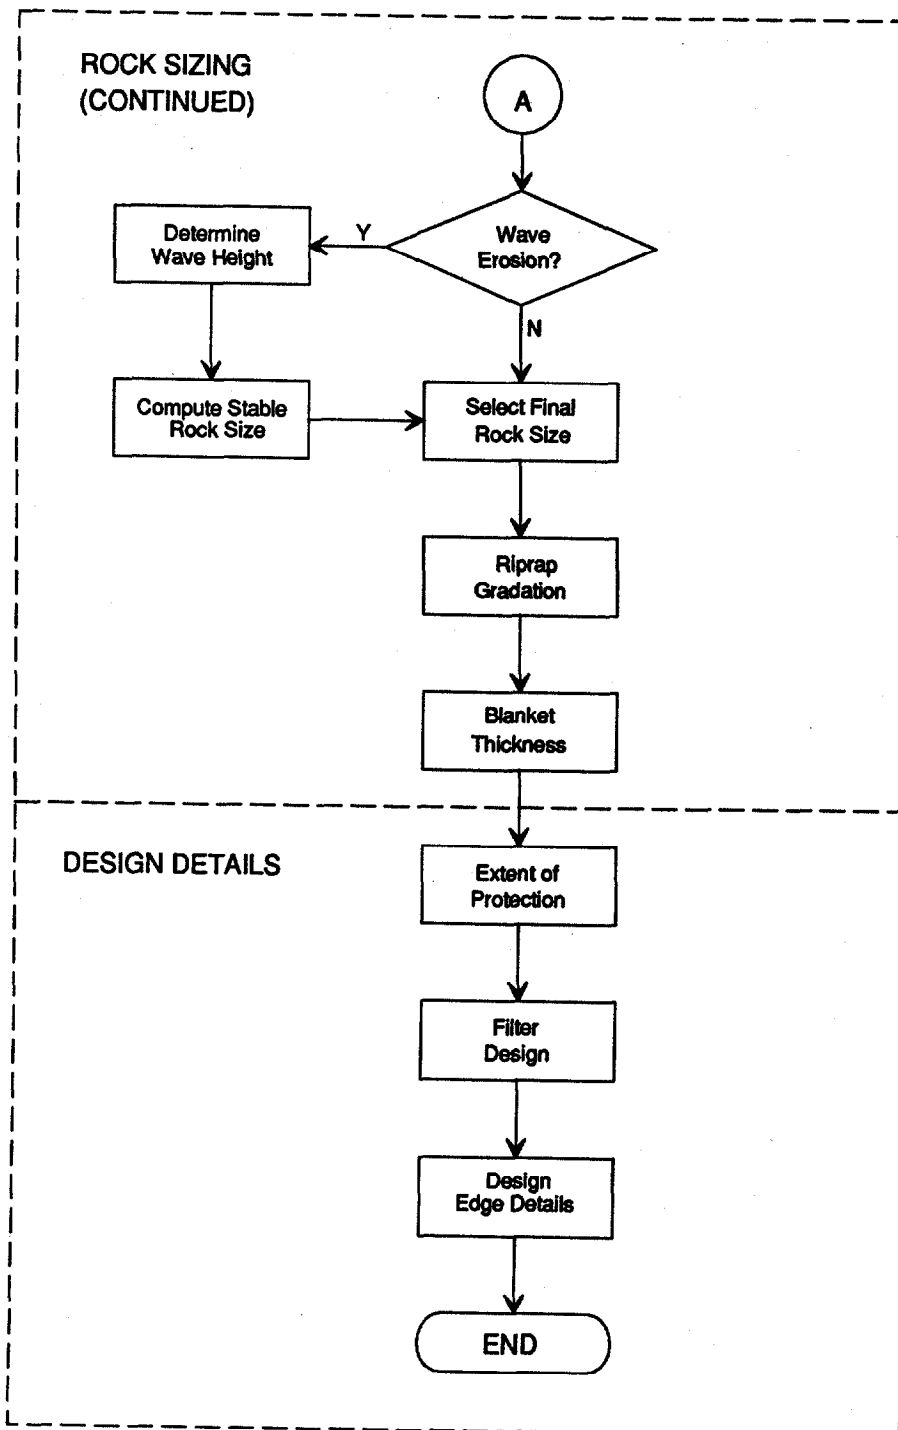 ROCK SIZING
(CONTINUED)
A
Wave
Erosion?
Y
Determine
Wave Height
N
Compute Stable
Rock Size
Select Final
Rock Size
Riprap
Gradation
Blanket
Thickness
DESIGN DETAILS
Extent of
Protection
Filter
Design
Design
Edge Details
END